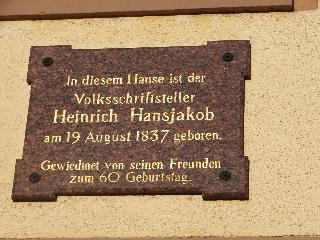 In diesem Hause ist der
Volksschriftsteller
Heinrich Hansjakob
am 19 August 1837 geboren.
Gewiedmet von seinen Freunden
zum 60 Geburtstag.